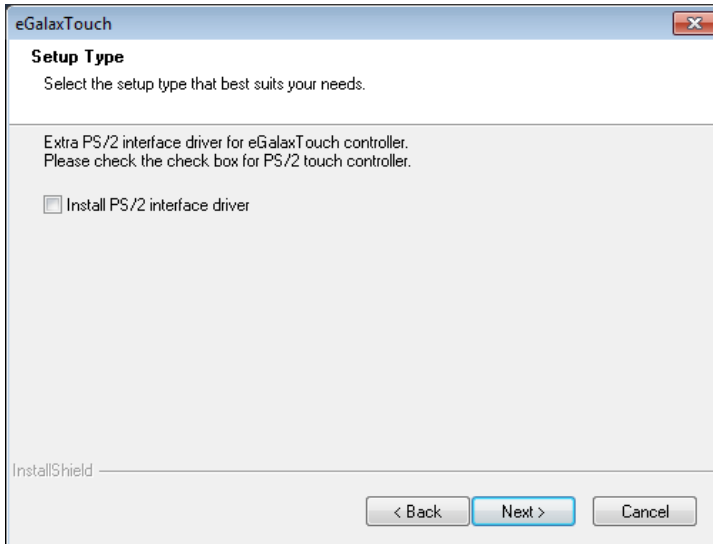 eGalaxTouch
Setup Type
Select the setup type that best suits your needs.
Extra PS/2 interface driver for eGalaxTouch controller.
Please check the check box for PS/2 touch controller.
Install PS/2 interface driver
InstallShield
< Back
Next >
Cancel